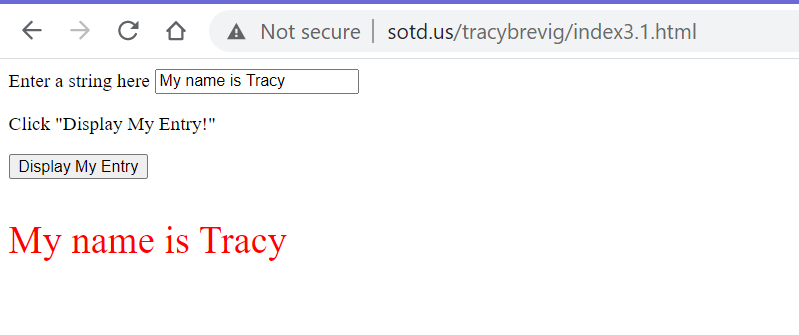 Not secure | sotd.us/tracybrevig/index3.1.html
Enter a string here My name is Tracy
Click "Display My Entry!"
Display My Entry
My name is Tracy